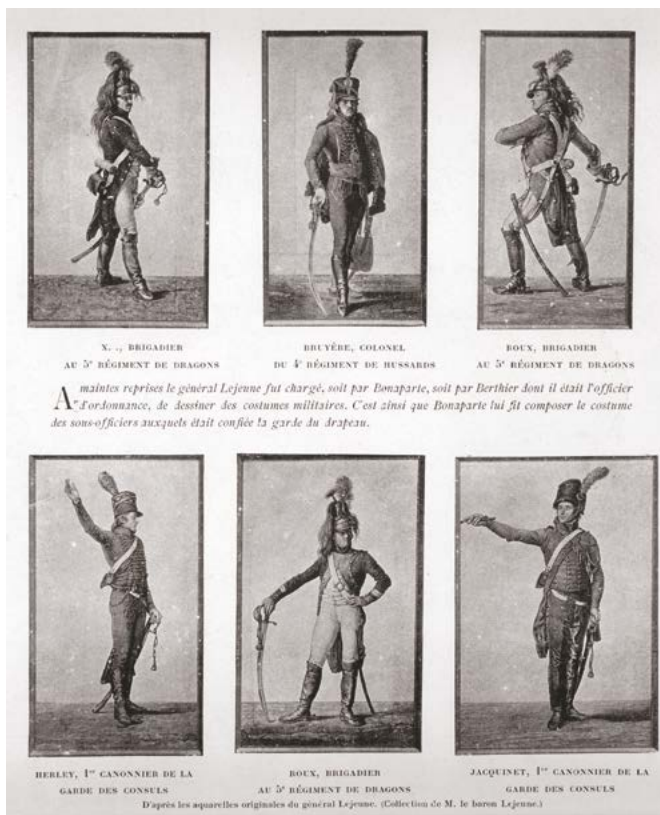 X. ., BRIGADIER
AU 5e RÉGIMENT DE DRAGONS
BRUYÈRE, COLONEL
DU 4e RÉGIMENT DE HUSSARDS
ROUX, BRIGADIER
AU 5e RÉGIMENT DE DRAGONS
A maintes reprises le général Lejeune fut chargé, soit par Bonaparte, soit par Berthier dont il était l'officier
d'ordonnance, de dessiner des costumes militaires. C'est ainsi que Bonaparte lui fit composer le costume
des sous-officiers auxquels était confiée la garde du drapeau.
HERLEY, 1er CANONNIER DE LA
GARDE DES CONSULS
ROUX, BRIGADIER
AU 5e RÉGIMENT DE DRAGONS
JACQUINET, 1er CANONNIER DE LA
GARDE DES CONSULS
D'après les aquarelles originales du général Lejeune. (Collection de M. le baron Lejeune.)